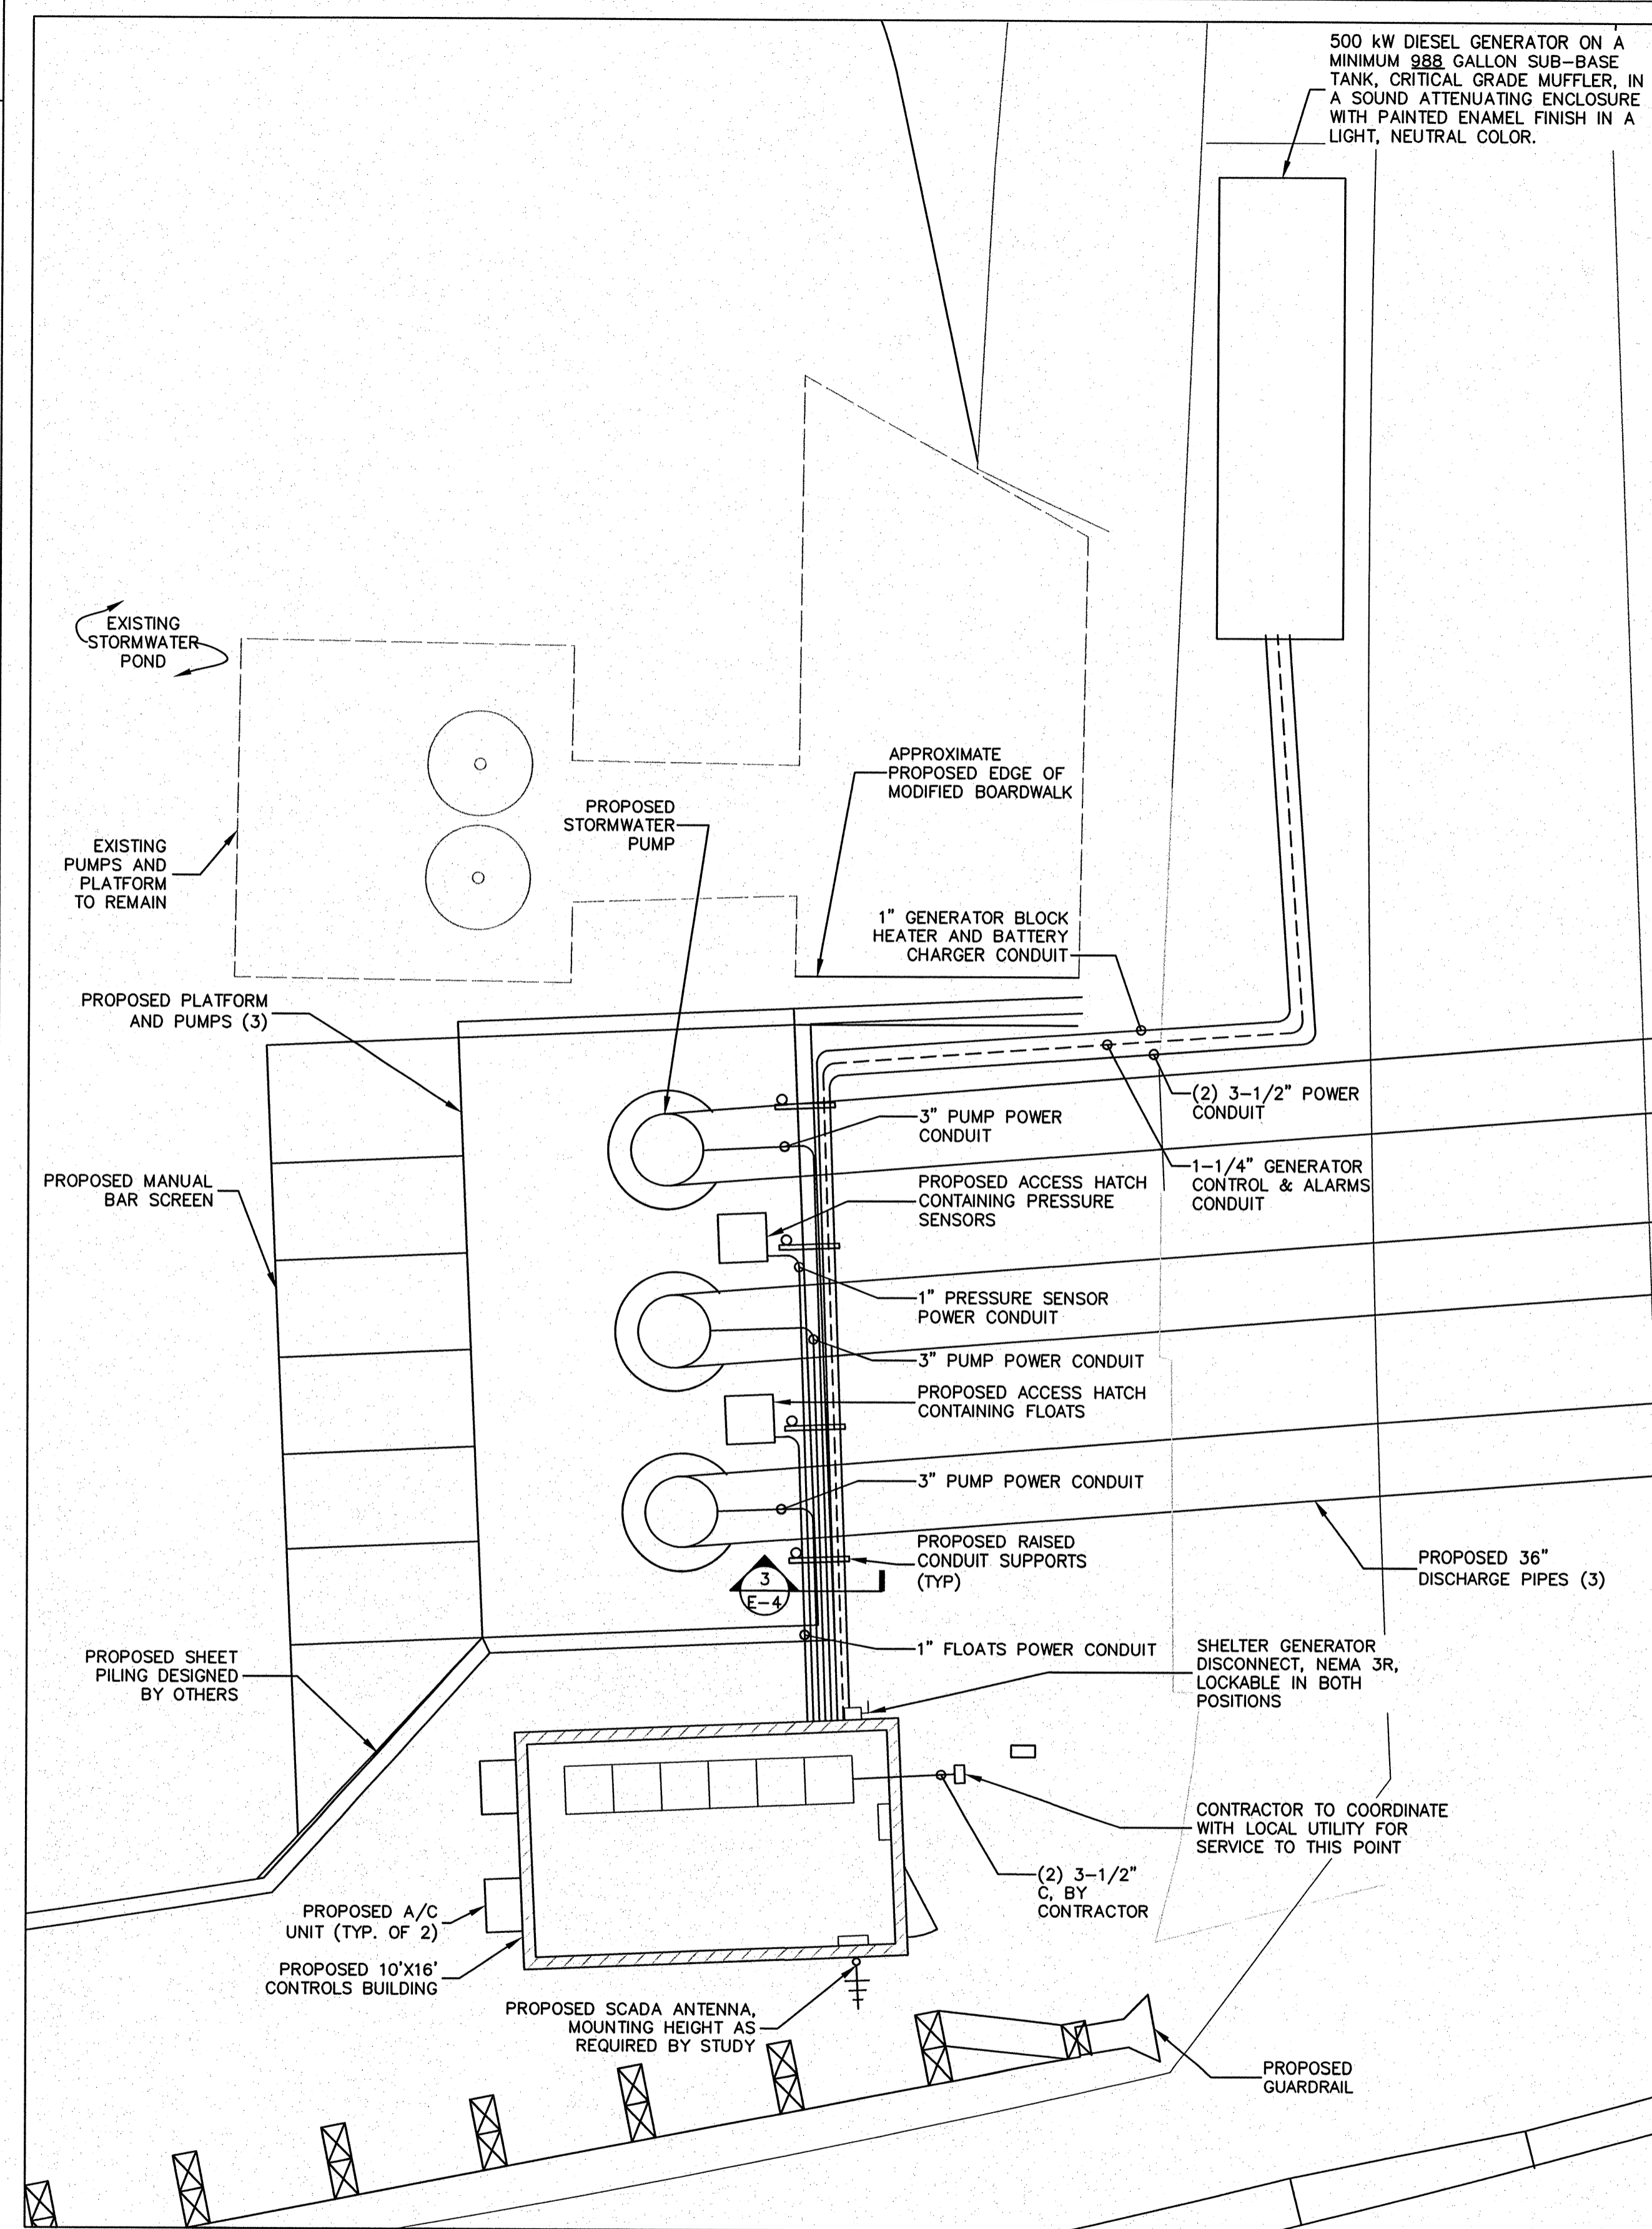 500 kW DIESEL GENERATOR ON A
MINIMUM 988 GALLON SUB-BASE
TANK, CRITICAL GRADE MUFFLER, IN
A SOUND ATTENUATING ENCLOSURE
WITH PAINTED ENAMEL FINISH IN A
LIGHT, NEUTRAL COLOR.
EXISTING
STORMWATER
POND
APPROXIMATE
PROPOSED EDGE OF
MODIFIED BOARDWALK
PROPOSED
STORMWATER
PUMP
EXISTING
PUMPS AND
PLATFORM
TO REMAIN
1" GENERATOR BLOCK
HEATER AND BATTERY
CHARGER CONDUIT
PROPOSED PLATFORM
AND PUMPS (3)
(2) 3-1/2" POWER
CONDUIT
3" PUMP POWER
CONDUIT
1-1/4" GENERATOR
CONTROL & ALARMS
CONDUIT
PROPOSED MANUAL
BAR SCREEN
PROPOSED ACCESS HATCH
CONTAINING PRESSURE
SENSORS
1" PRESSURE SENSOR
POWER CONDUIT
3" PUMP POWER CONDUIT
PROPOSED ACCESS HATCH
CONTAINING FLOATS
3" PUMP POWER CONDUIT
PROPOSED RAISED
CONDUIT SUPPORTS
(TYP)
PROPOSED 36"
DISCHARGE PIPES (3)
3
E-4
1" FLOATS POWER CONDUIT
PROPOSED SHEET
PILING DESIGNED
BY OTHERS
SHELTER GENERATOR
DISCONNECT, NEMA 3R,
LOCKABLE IN BOTH
POSITIONS
CONTRACTOR TO COORDINATE
WITH LOCAL UTILITY FOR
SERVICE TO THIS POINT
(2) 3-1/2"
C, BY
CONTRACTOR
PROPOSED A/C
UNIT (TYP. OF 2)
PROPOSED 10'X16'
CONTROLS BUILDING
PROPOSED SCADA ANTENNA,
MOUNTING HEIGHT AS
REQUIRED BY STUDY
PROPOSED
GUARDRAIL